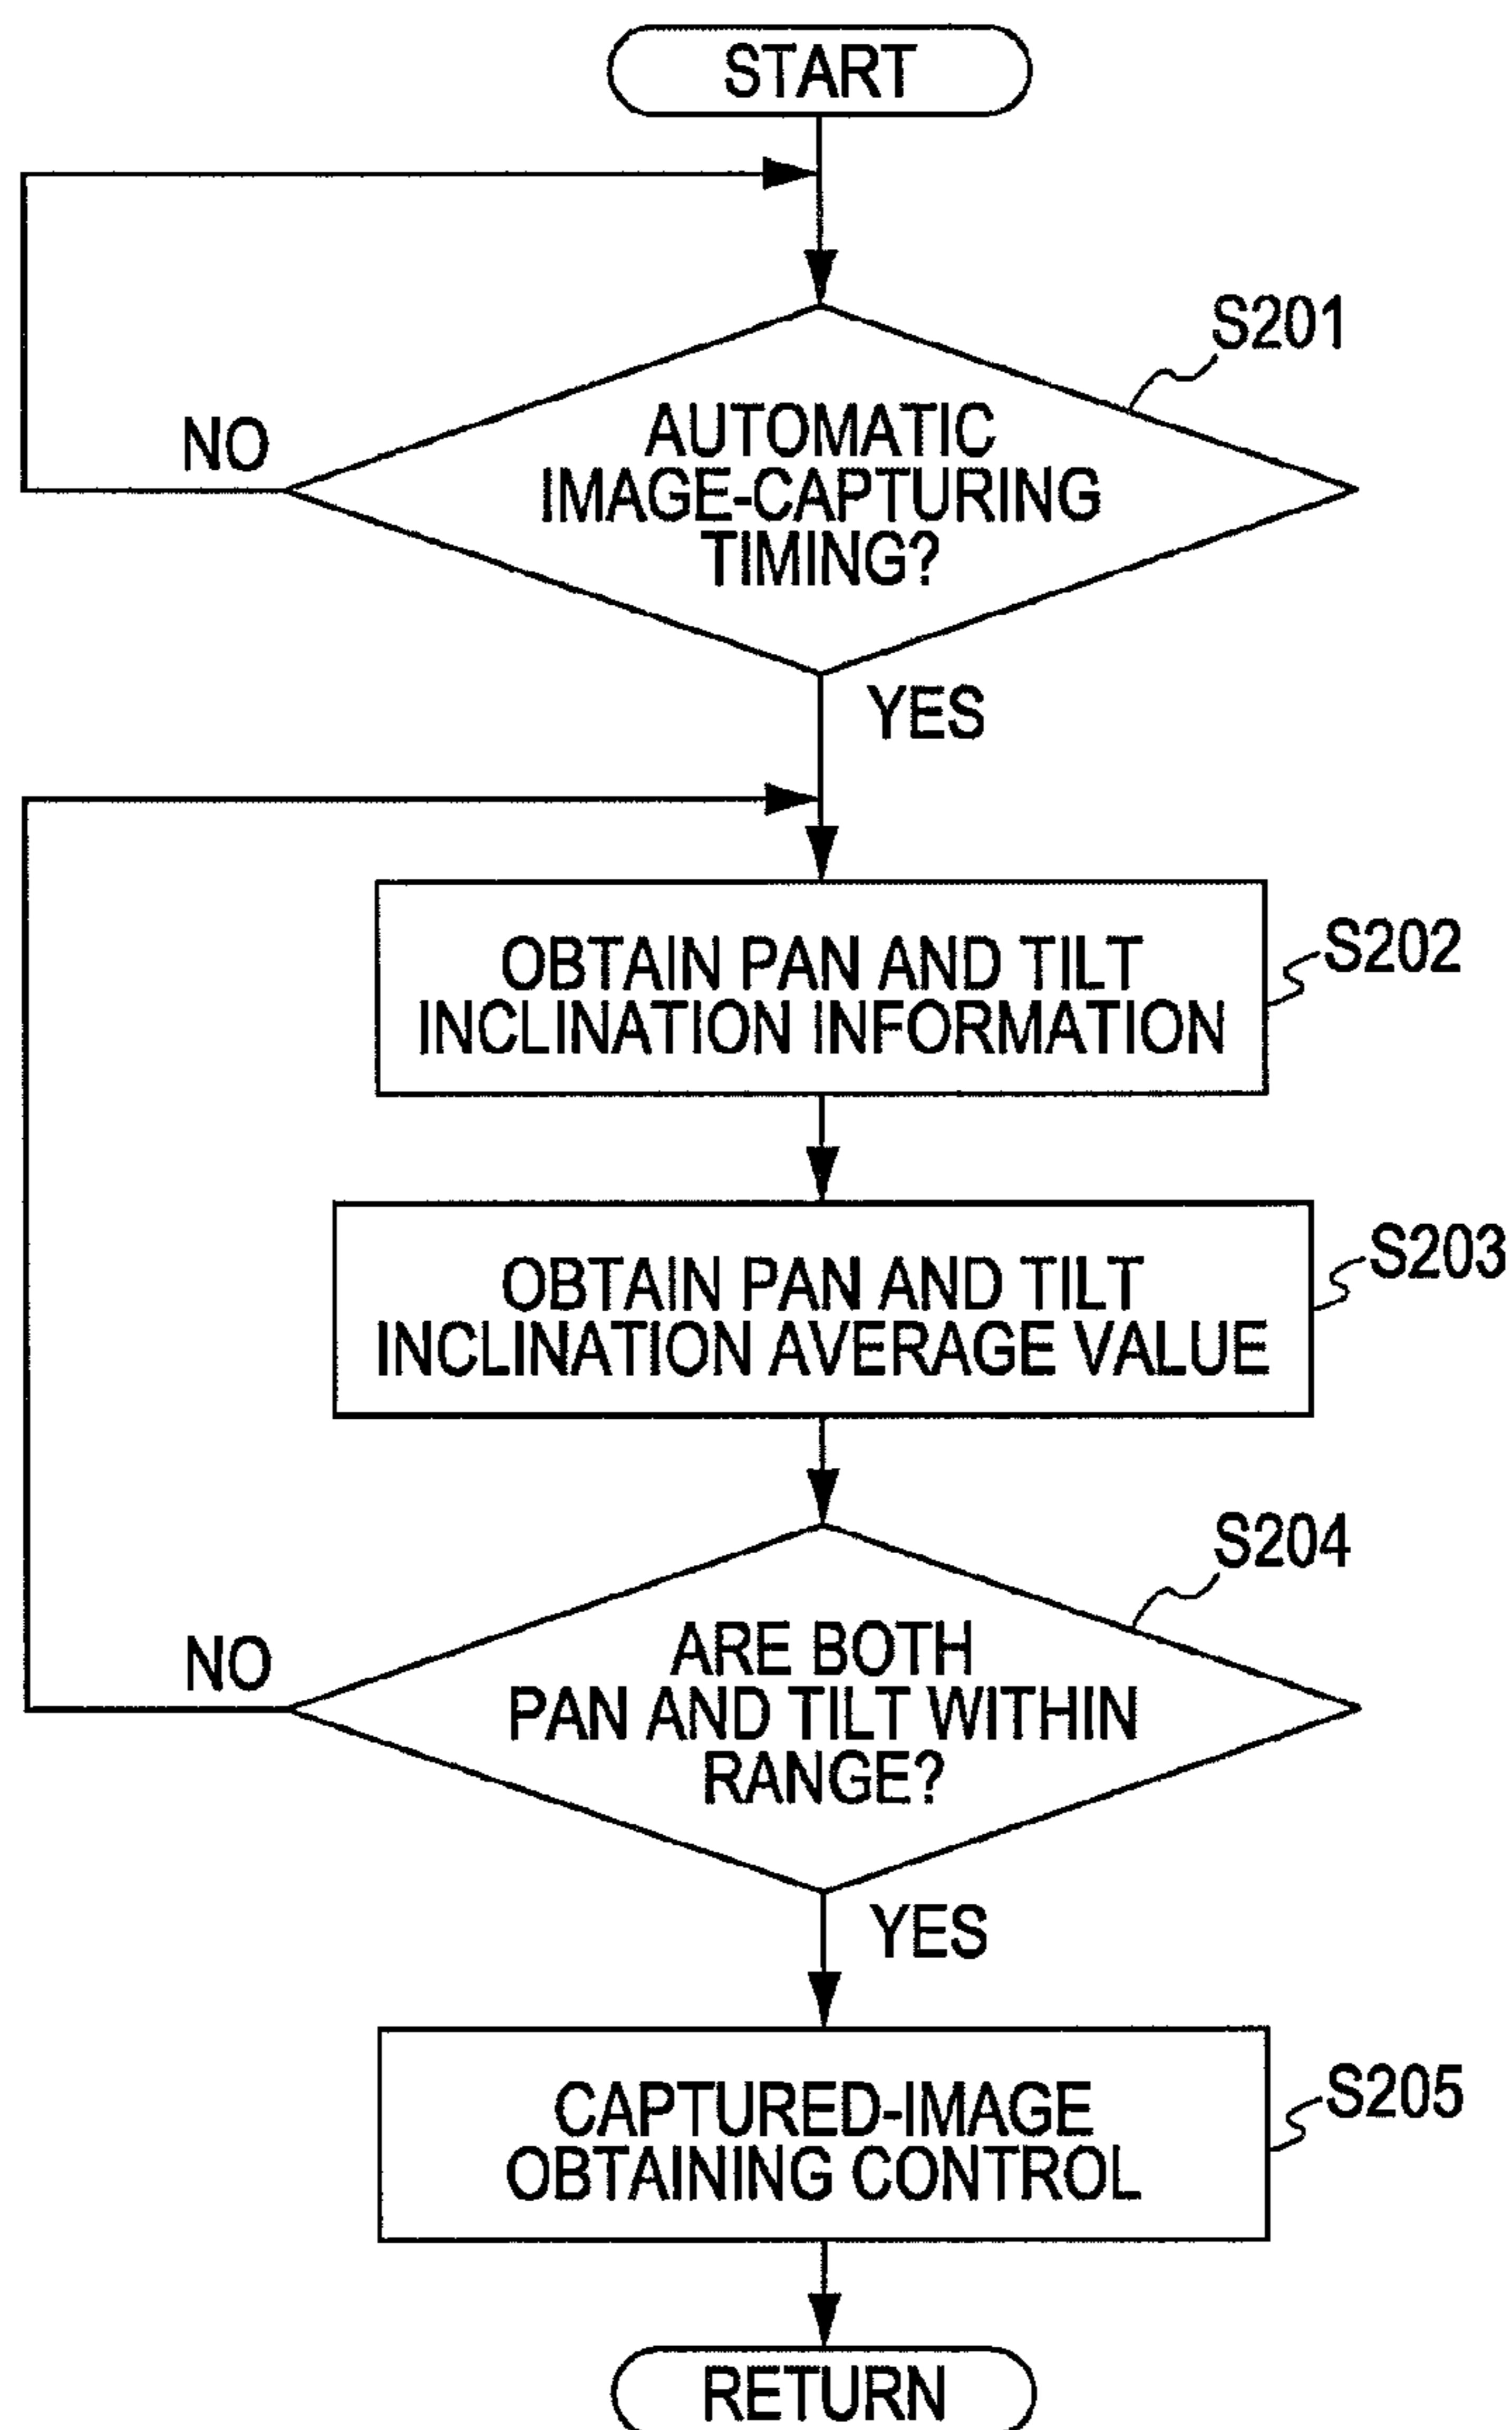 START
S201
AUTOMATIC
IMAGE-CAPTURING
TIMING?
NO
YES
OBTAIN PAN AND TILT
INCLINATION INFORMATION
S202
OBTAIN PAN AND TILT
INCLINATION AVERAGE VALUE
S203
S204
ARE BOTH
PAN AND TILT WITHIN
RANGE?
NO
YES
CAPTURED-IMAGE
OBTAINING CONTROL
S205
RETURN